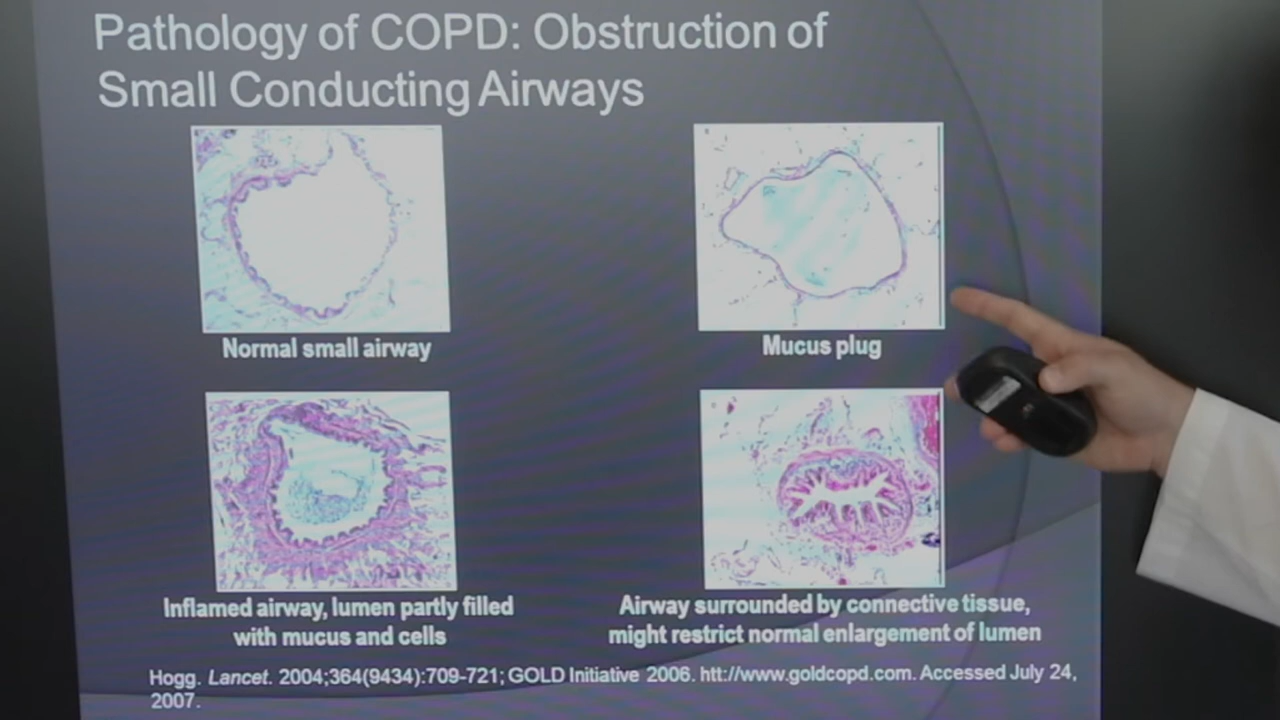 Pathology of COPD: Obstruction of
Small Conducting Airways
Normal small airway
Mucus plug
Inflamed airway, lumen partly filled
with mucus and cells
Airway surrounded by connective tissue,
might restrict normal enlargement of lumen
Hogg. Lancet. 2004;364(9434):709-721; GOLD Initiative 2006. htt://www.goldcopd.com. Accessed July 24,
2007.